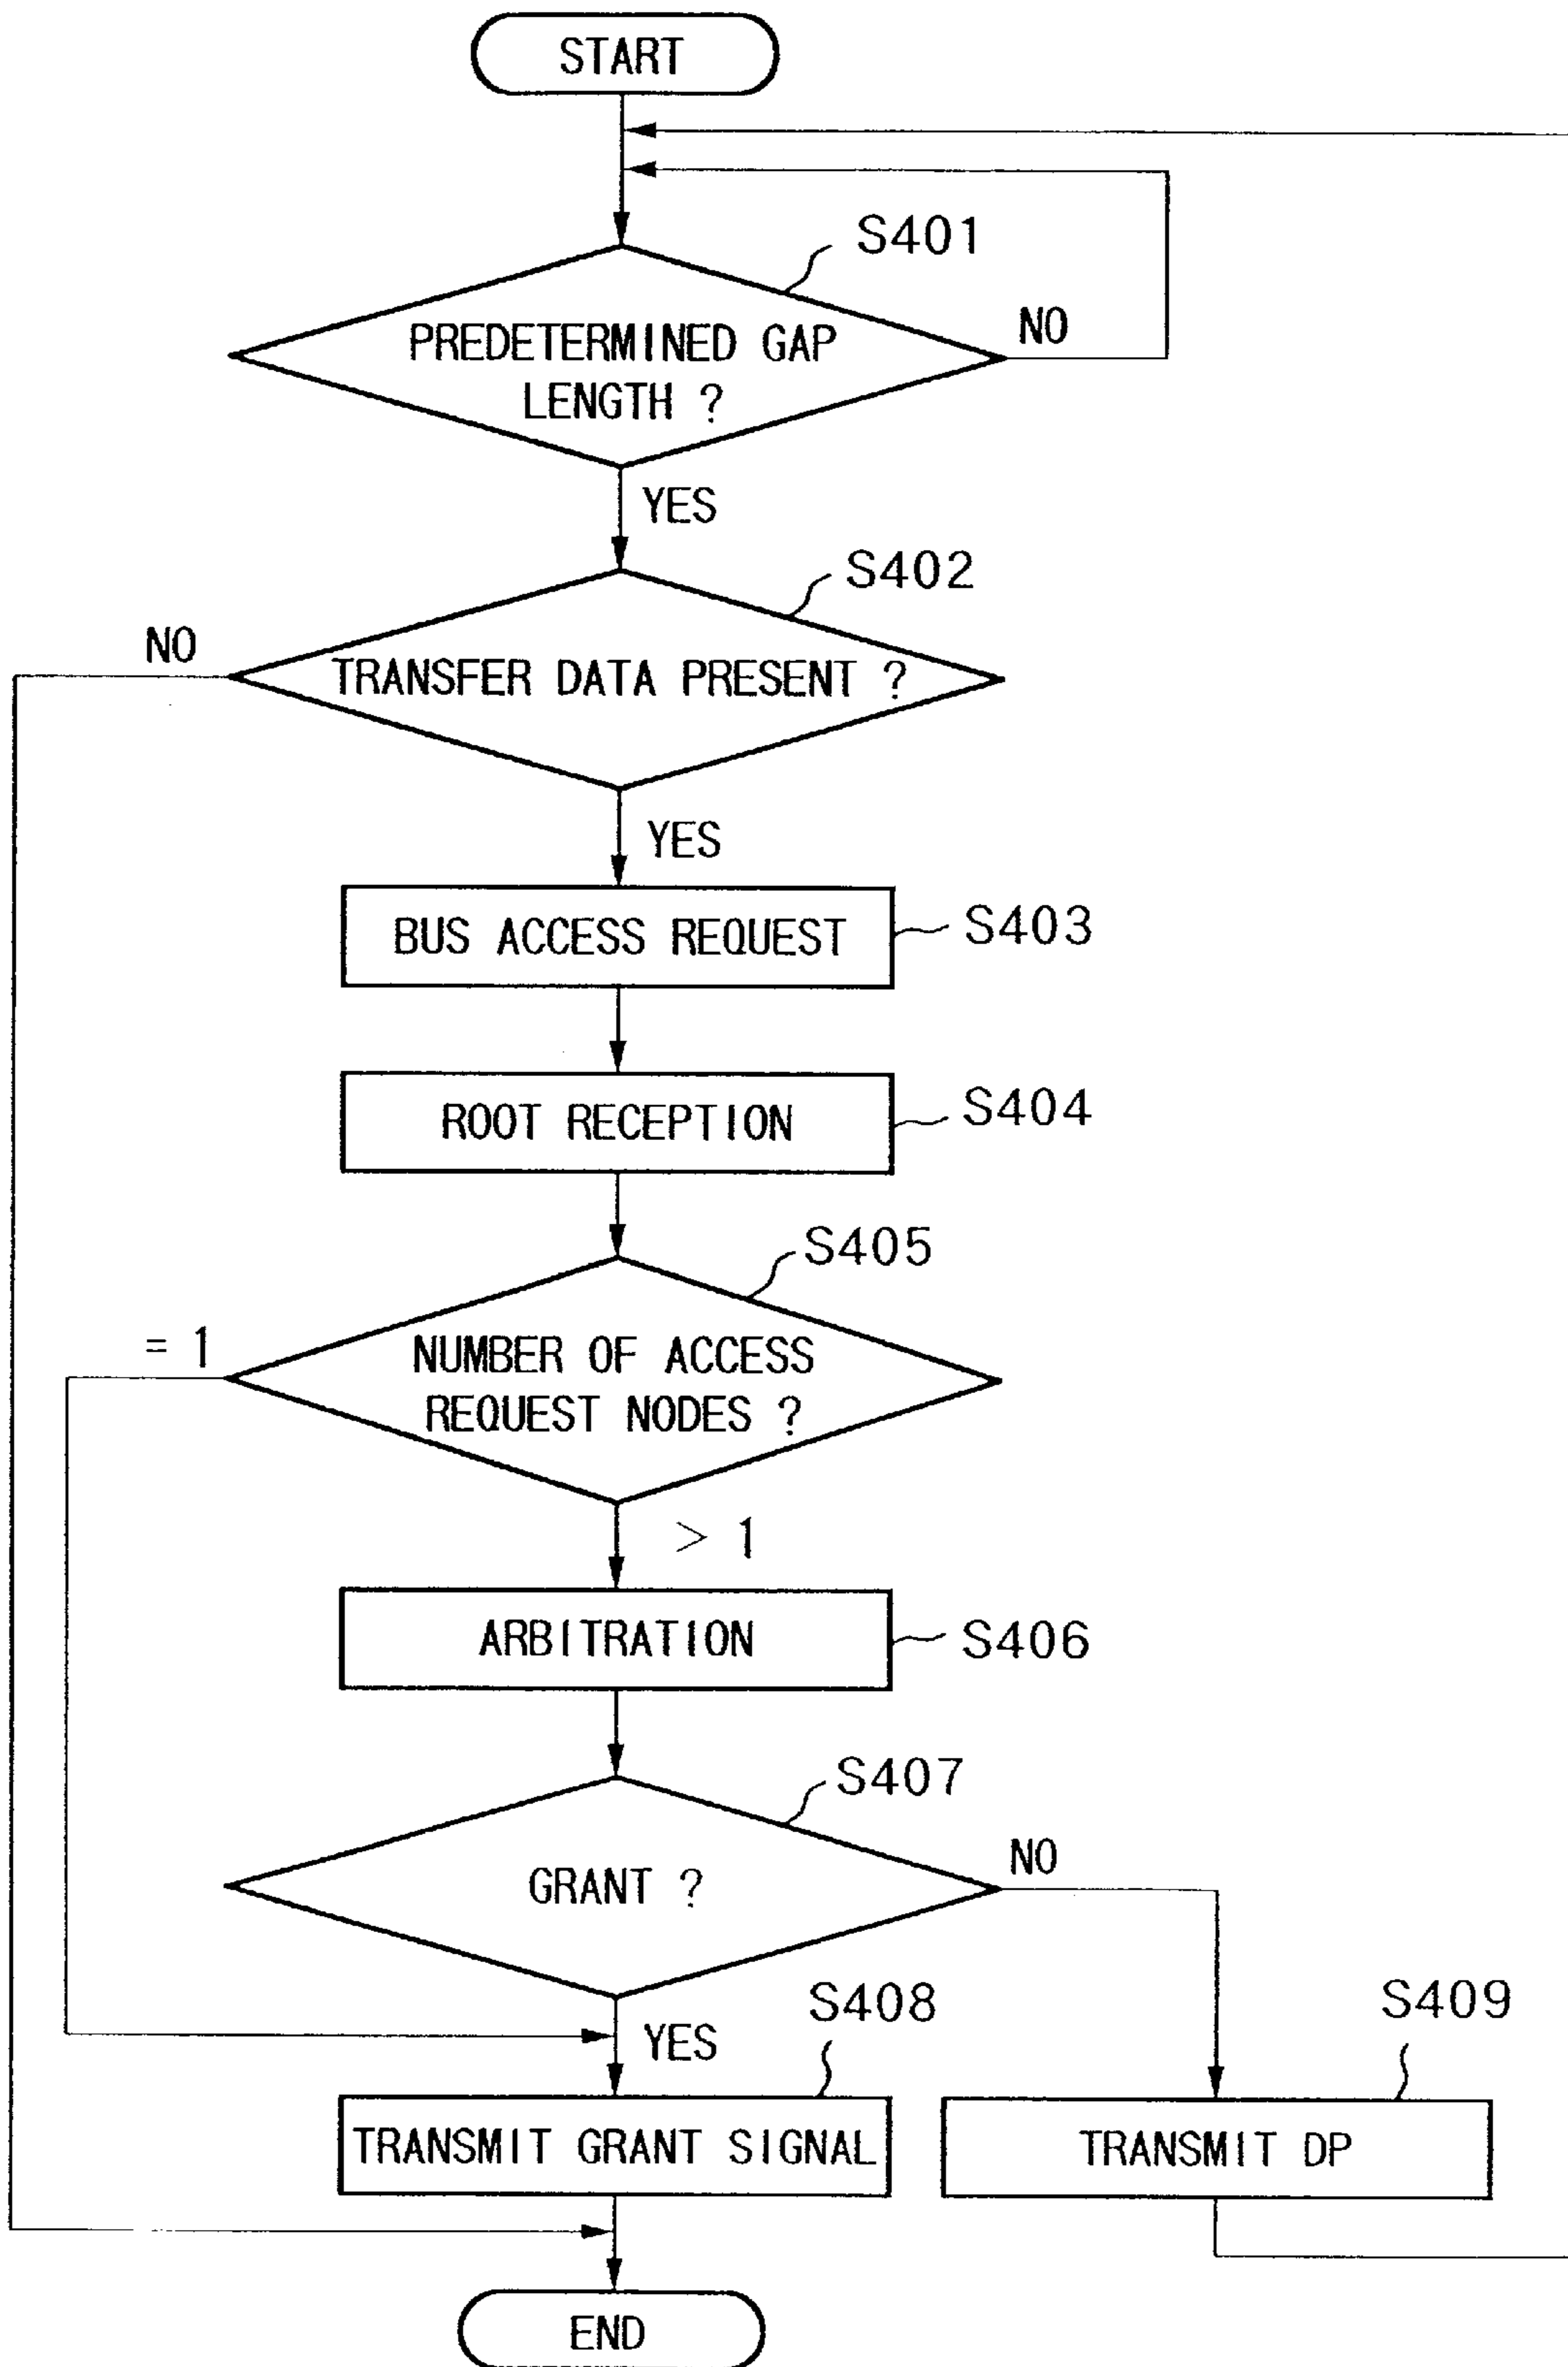 START
S401
PREDETERMINED GAP
LENGTH ?
NO
YES
S402
NO
TRANSFER DATA PRESENT ?
YES
BUS ACCESS REQUEST
S403
ROOT RECEPTION
S404
S405
= 1
NUMBER OF ACCESS
REQUEST NODES ?
> 1
ARBITRATION
S406
S407
GRANT ?
NO
YES
S408
S409
TRANSMIT GRANT SIGNAL
TRANSMIT DP
END